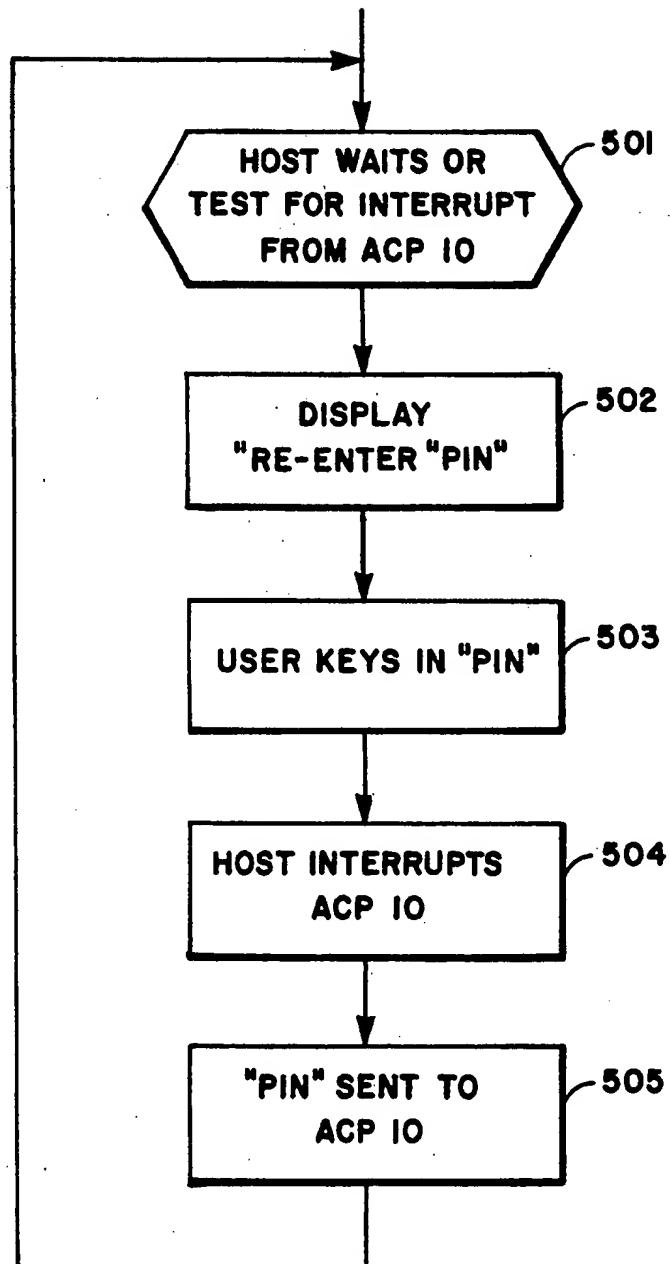 HOST WAITS OR
TEST FOR INTERRUPT
FROM ACP 10
501
DISPLAY
"RE-ENTER "PIN"
502
USER KEYS IN "PIN"
503
HOST INTERRUPTS
ACP 10
504
"PIN" SENT TO
ACP 10
505